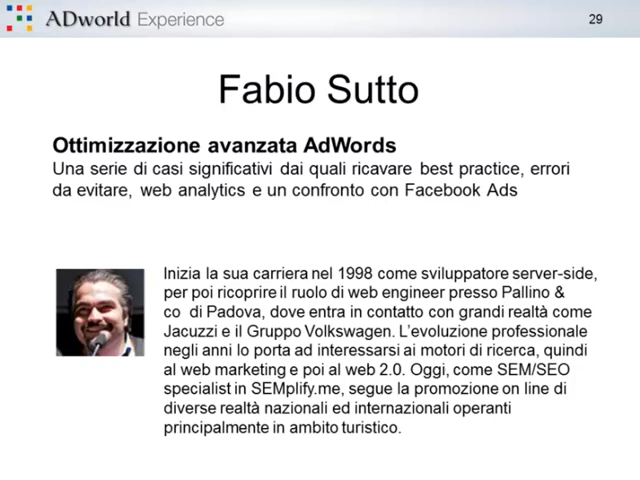 ADworld Experience
29
Fabio Sutto
Ottimizzazione avanzata AdWords
Una serie di casi significativi dai quali ricavare best practice, errori
da evitare, web analytics e un confronto con Facebook Ads
Inizia la sua carriera nel 1998 come sviluppatore server-side,
per poi ricoprire il ruolo di web engineer presso Pallino &
co di Padova, dove entra in contatto con grandi realtà come
Jacuzzi e il Gruppo Volkswagen. L'evoluzione professionale
negli anni lo porta ad interessarsi ai motori di ricerca, quindi
al web marketing e poi al web 2.0. Oggi, come SEM/SEO
specialist in SEMplify.me, segue la promozione on line di
diverse realtà nazionali ed internazionali operanti
principalmente in ambito turistico.